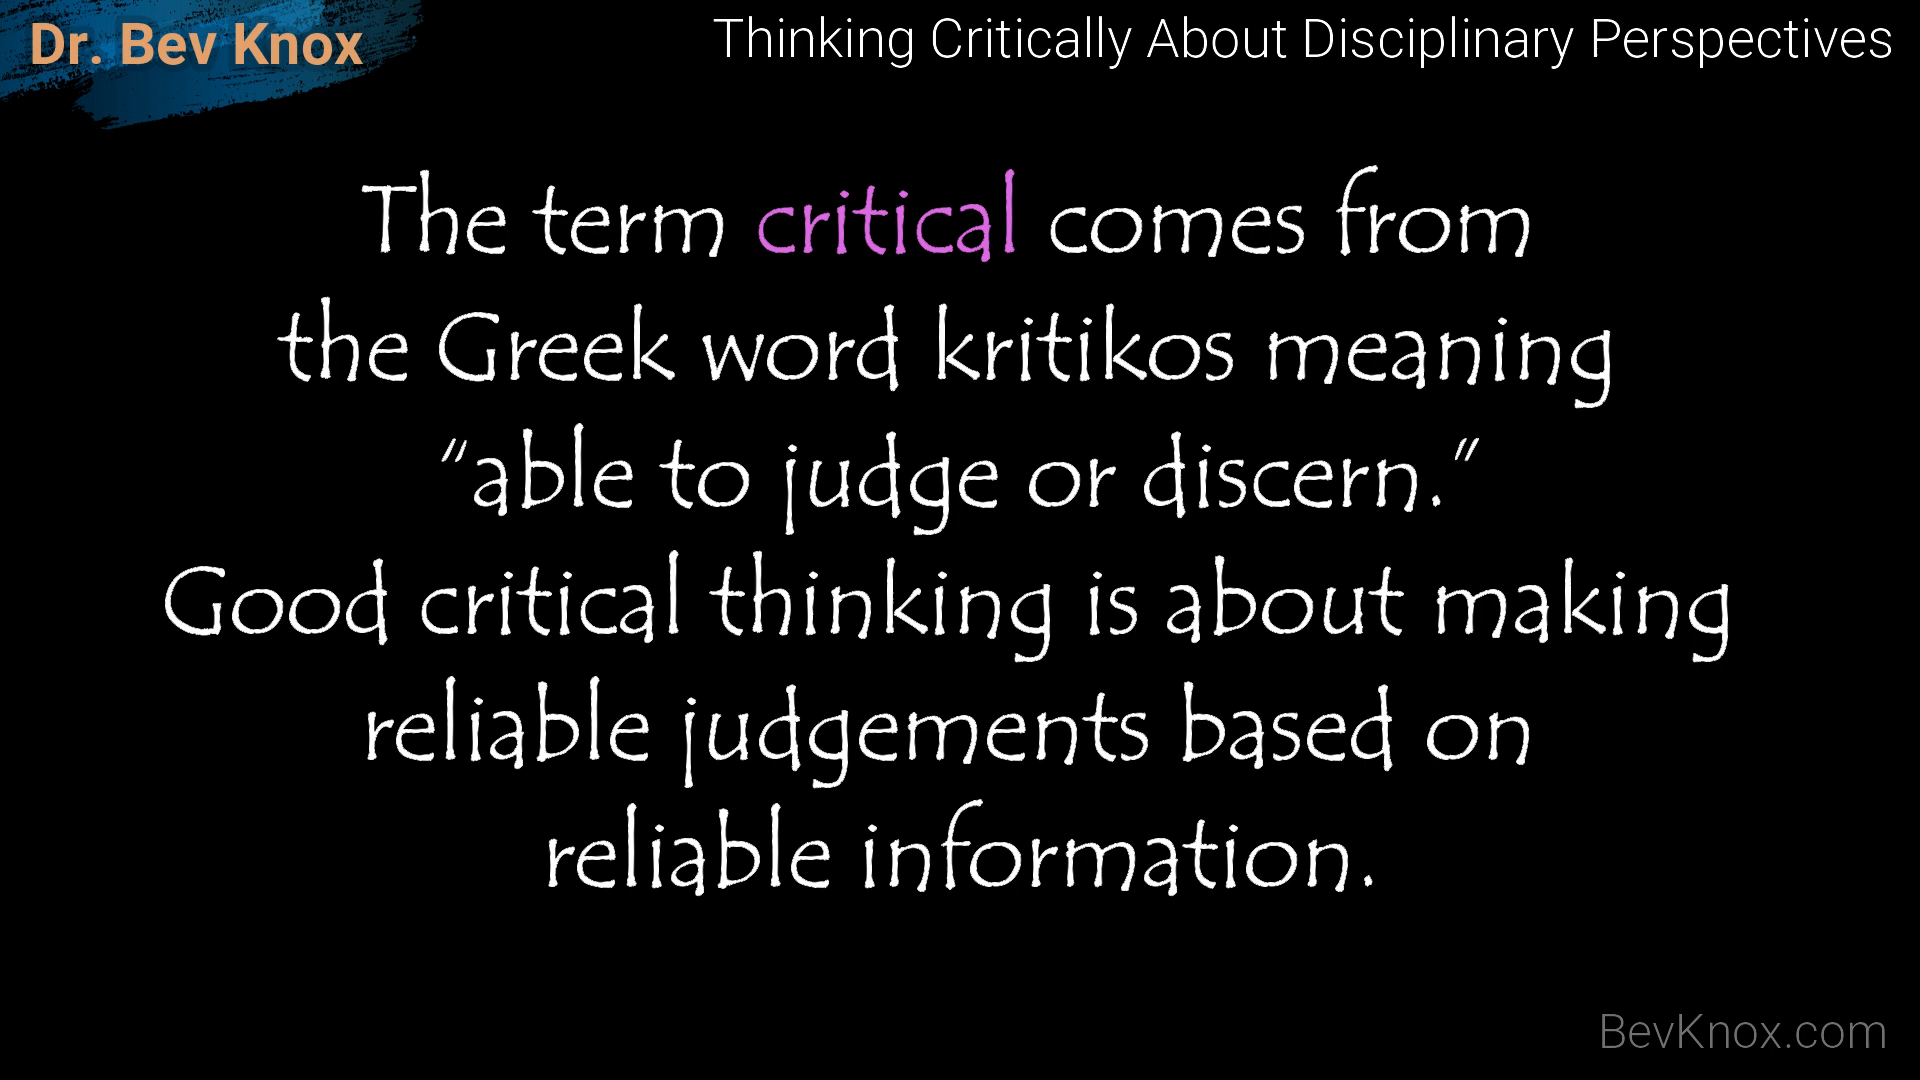 Dr. Bev Knox
Thinking Critically About Disciplinary Perspectives
The term critical comes from
the Greek word kritikos meaning
"able to judge or discern."
Good critical thinking is about making
reliable judgements based on
reliable information.
BevKnox.com